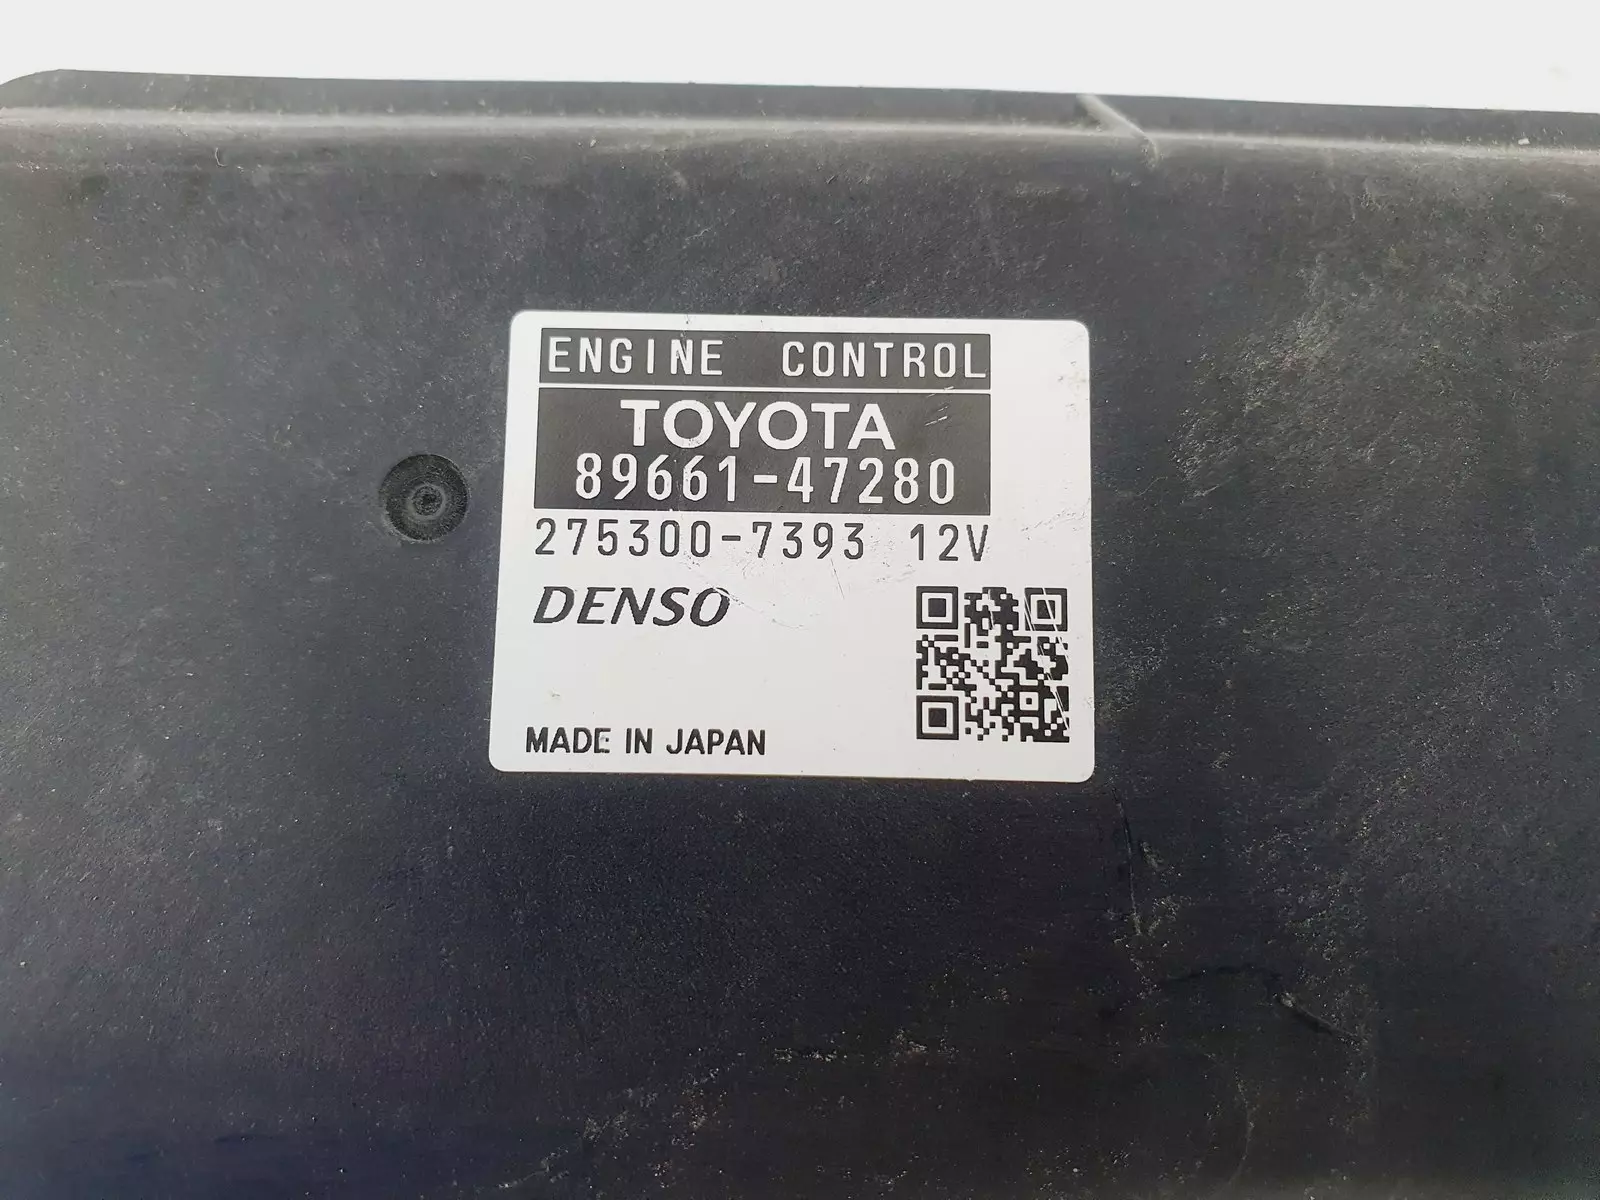 ENGINE CONTROL
TOYOTA
89661-47280
275300-7393 12V
DENSO
MADE IN JAPAN